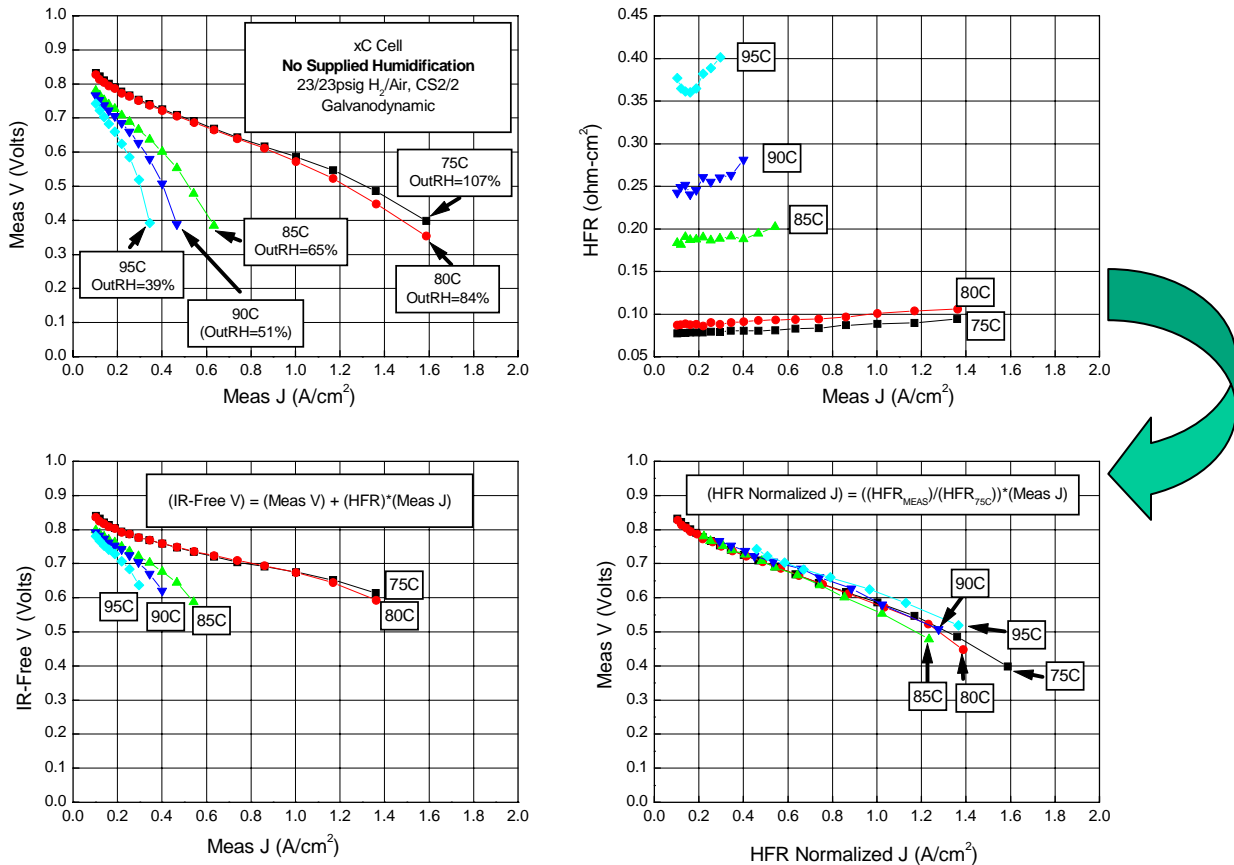 1.0
0.9
0.8
0.7
0.6
0.5
0.4
0.3
0.2
0.1
0.0
Meas V (Volts)
xC Cell
No Supplied Humidification
23/23psig H₂/Air, CS2/2
Galvanodynamic
75C
OutRH=107%
85C
OutRH=65%
95C
OutRH=39%
80C
OutRH=84%
90C
(OutRH=51%)
0.0 0.2 0.4 0.6 0.8 1.0 1.2 1.4 1.6 1.8 2.0
Meas J (A/cm²)
0.45
0.40
0.35
0.30
0.25
0.20
0.15
0.10
0.05
HFR (ohm-cm²)
95C
90C
85C
80C
75C
0.0 0.2 0.4 0.6 0.8 1.0 1.2 1.4 1.6 1.8 2.0
Meas J (A/cm²)
1.0
0.9
0.8
0.7
0.6
0.5
0.4
0.3
0.2
0.1
0.0
IR-Free V (Volts)
(IR-Free V) = (Meas V) + (HFR)*(Meas J)
75C
80C
95C
90C
85C
0.0 0.2 0.4 0.6 0.8 1.0 1.2 1.4 1.6 1.8 2.0
Meas J (A/cm²)
1.0
0.9
0.8
0.7
0.6
0.5
0.4
0.3
0.2
0.1
0.0
Meas V (Volts)
(HFR Normalized J) = ((HFR_MEAS)/(HFR_75C))*(Meas J)
90C
95C
75C
85C
80C
0.0 0.2 0.4 0.6 0.8 1.0 1.2 1.4 1.6 1.8 2.0
HFR Normalized J (A/cm²)